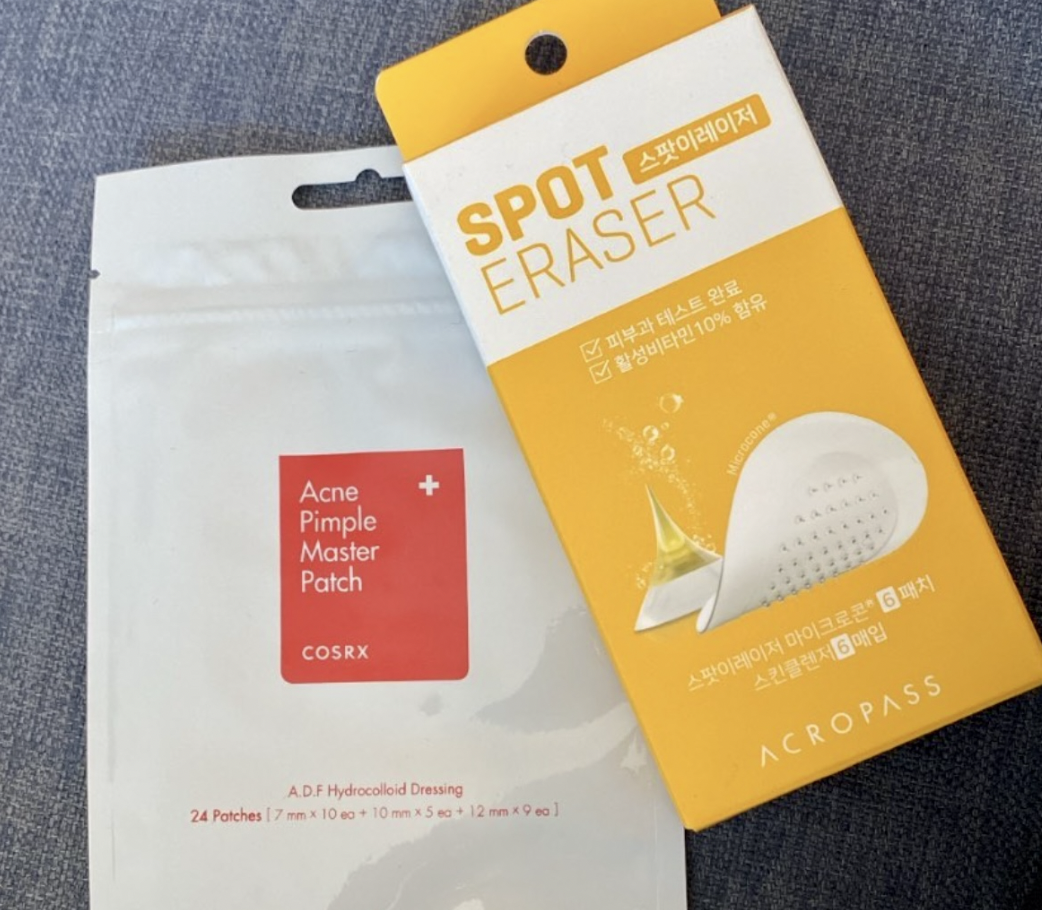 SPOT
스팟이레이저
ERASER
피부과 테스트 완료
활성비타민10% 함유
Microcone®
스팟이레이저 마이크로콘® 6 패치
스킨클렌저 6 매입
ACROPASS
Acne
Pimple
Master
Patch
COSRX
A.D.F Hydrocolloid Dressing
24 Patches [ 7 mm × 10 ea + 10 mm × 5 ea + 12 mm × 9 ea ]